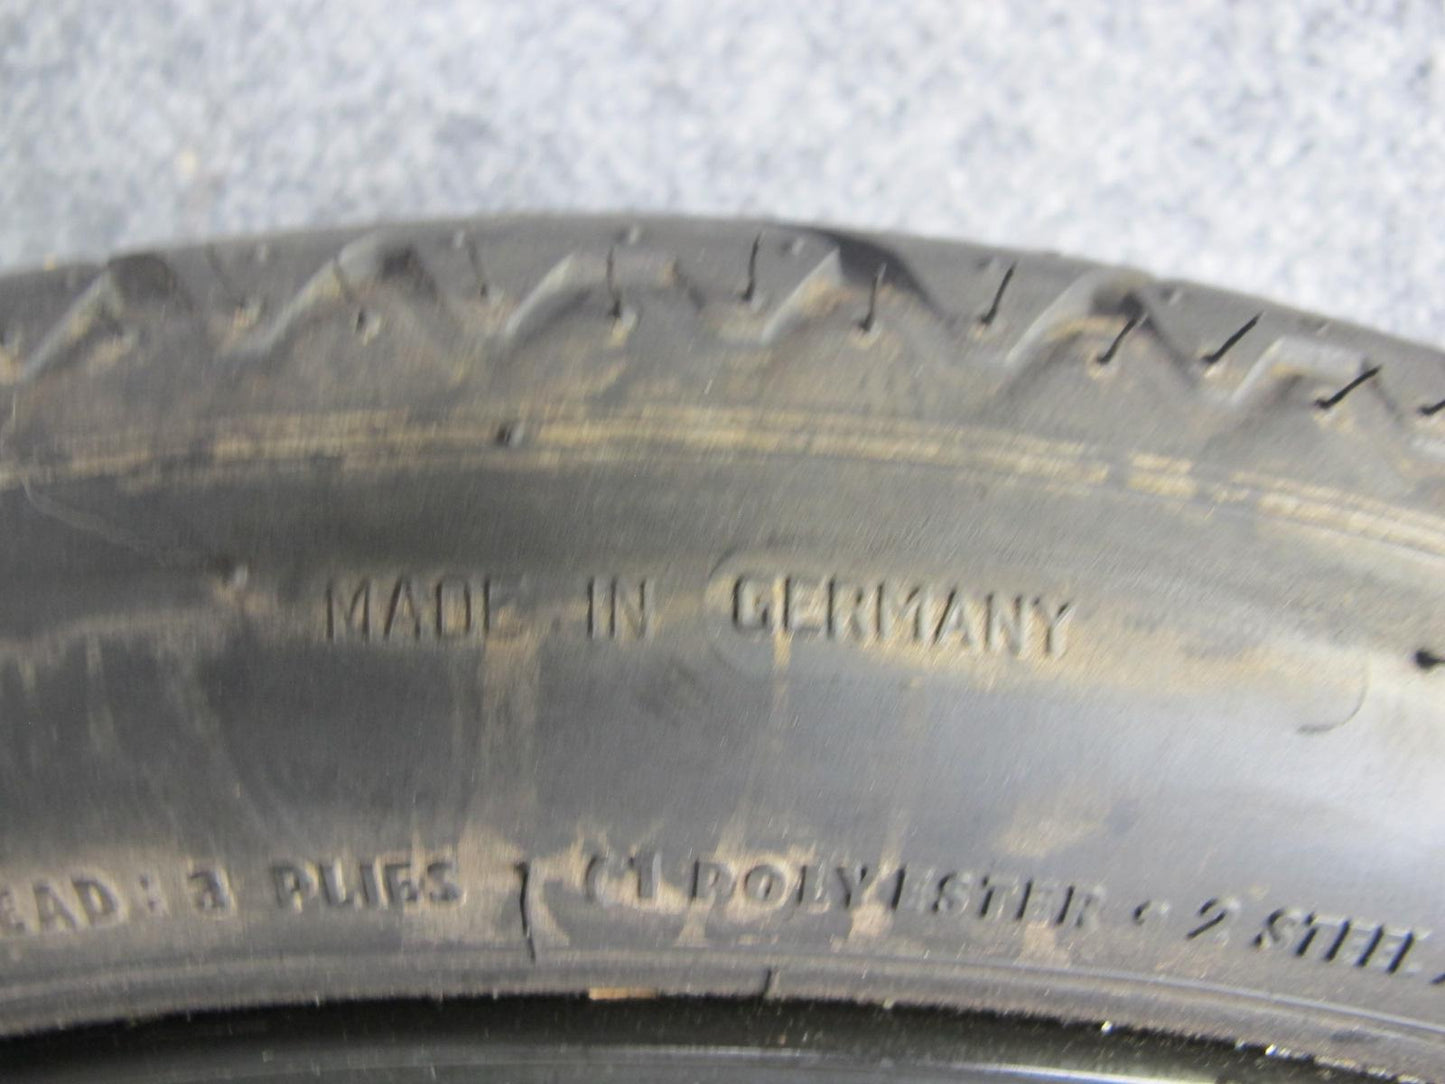 MADE IN GERMANY
EAD: 3 PLIES (1 POLYESTER + 2 STEEL